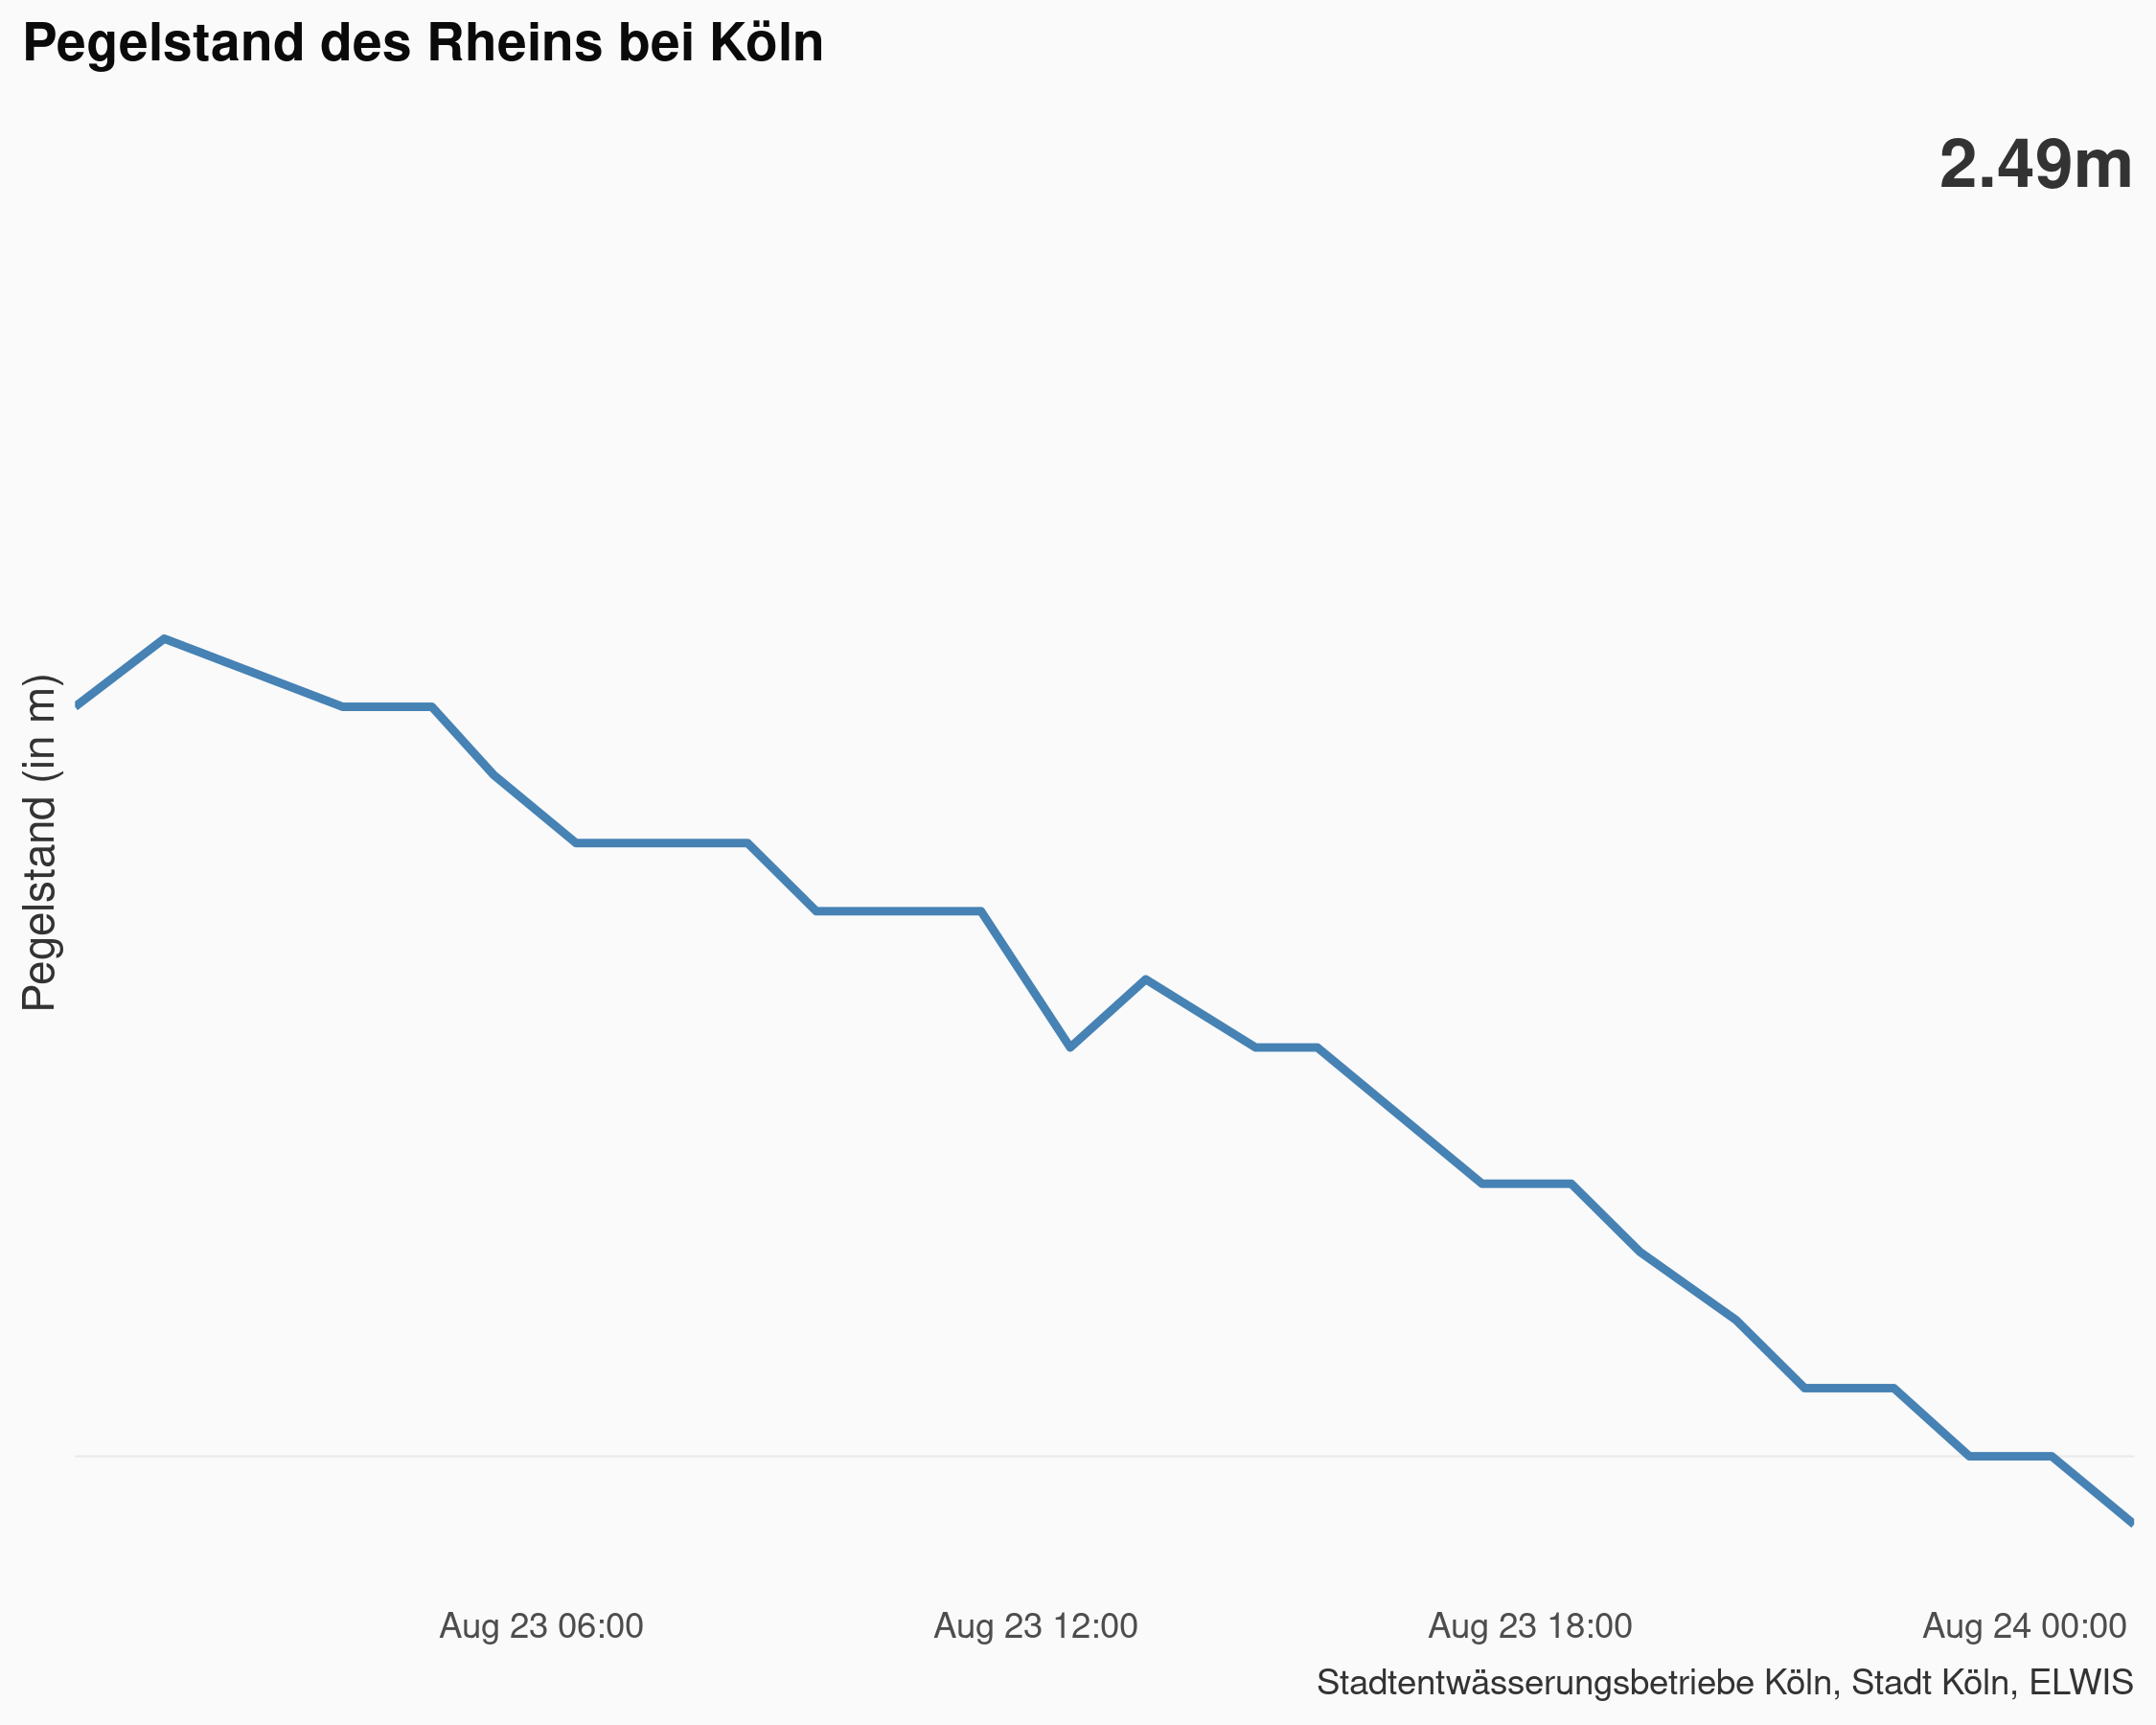 Pegelstand des Rheins bei Köln
2.49m
Pegelstand (in m)
Aug 23 06:00
Aug 23 12:00
Aug 23 18:00
Aug 24 00:00
Stadtentwässerungsbetriebe Köln, Stadt Köln, ELWIS